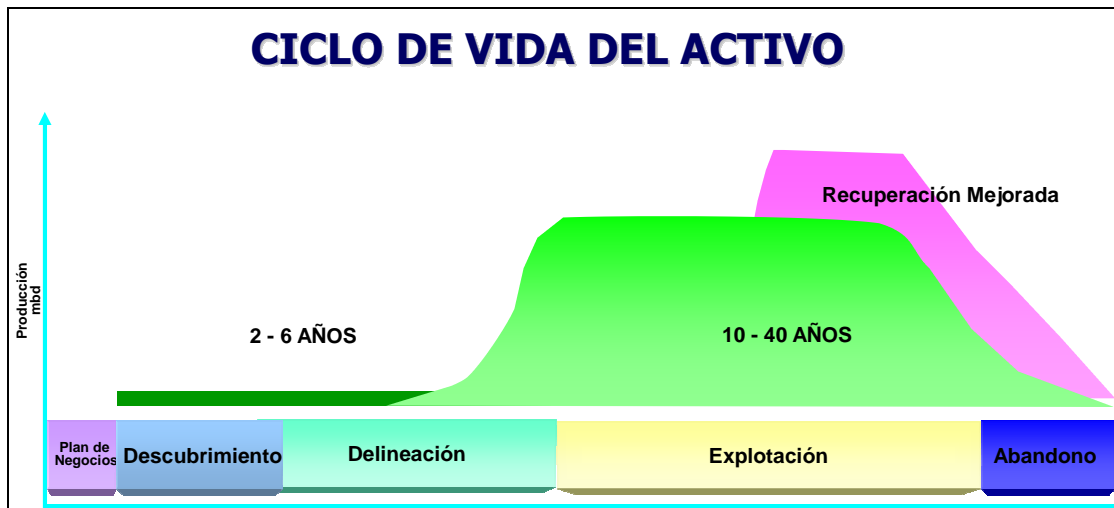 CICLO DE VIDA DEL ACTIVO
Recuperación Mejorada
Producción
mbd
2 - 6 AÑOS
10 - 40 AÑOS
Plan de
Negocios
Descubrimiento
Delineación
Explotación
Abandono